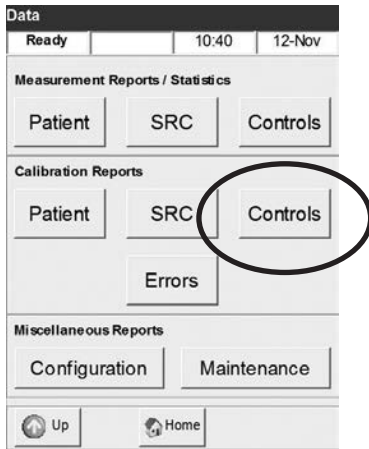 Data
Ready 10:40 12-Nov
Measurement Reports / Statistics
Patient SRC Controls
Calibration Reports
Patient SRC Controls
Errors
Miscellaneous Reports
Configuration Maintenance
Up Home